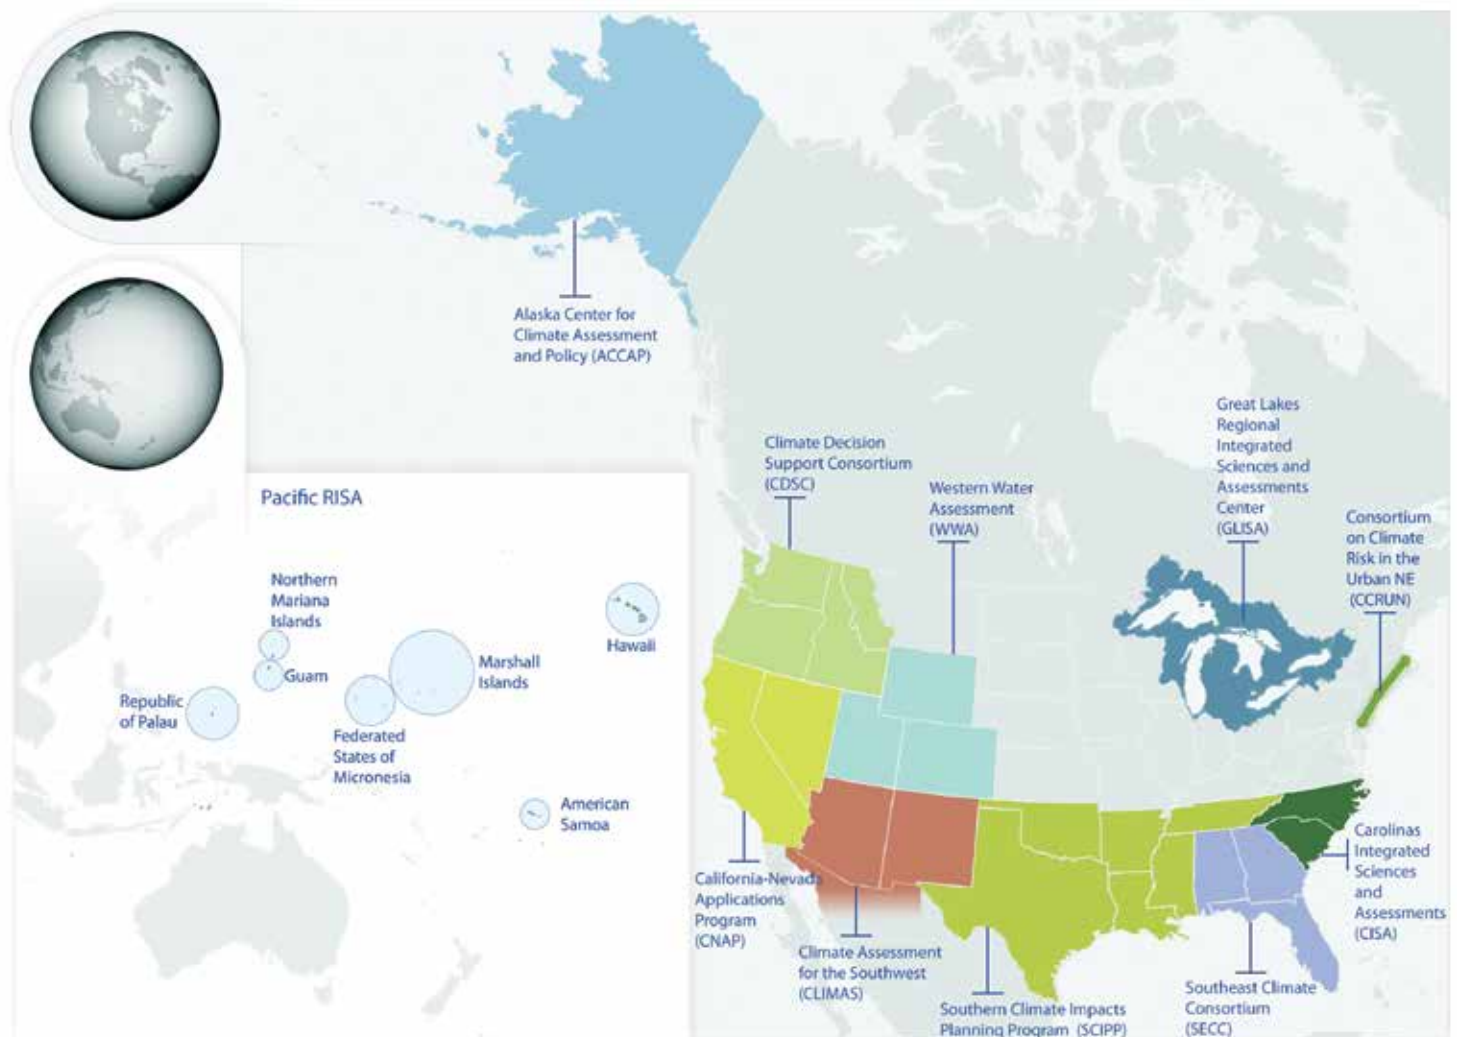 Alaska Center for
Climate Assessment
and Policy (ACCAP)
Great Lakes
Regional
Integrated
Sciences and
Assessments
Center
(GLISA)
Climate Decision
Support Consortium
(CDSC)
Western Water
Assessment
(WWA)
Consortium
on Climate
Risk in the
Urban NE
(CCRUN)
Pacific RISA
Northern
Mariana
Islands
Guam
Hawaii
Marshall
Islands
Republic
of Palau
Federated
States of
Micronesia
American
Samoa
California-Nevada
Applications
Program
(CNAP)
Climate Assessment
for the Southwest
(CLIMAS)
Southern Climate Impacts
Planning Program (SCIPP)
Southeast Climate
Consortium
(SECC)
Carolinas
Integrated
Sciences
and
Assessments
(CISA)